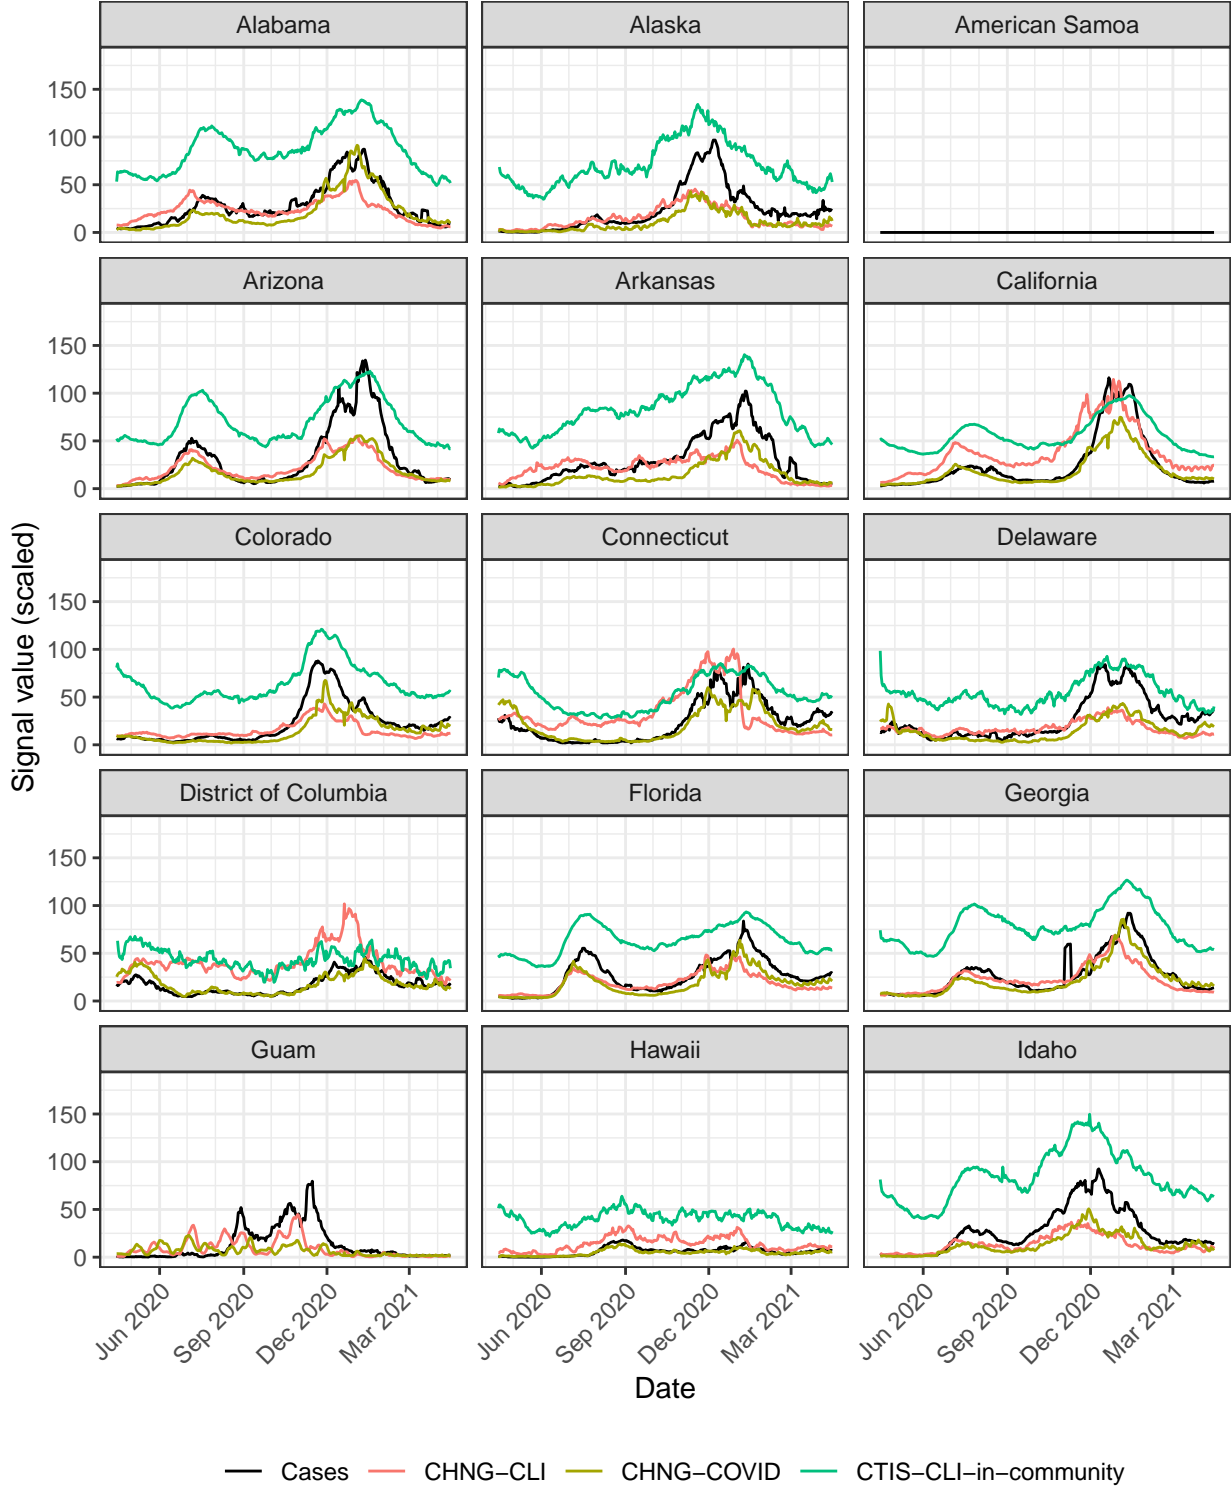 Alabama
Alaska
American Samoa
150
100
50
0
Arizona
Arkansas
California
150
100
50
0
Colorado
Connecticut
Delaware
150
100
50
0
District of Columbia
Florida
Georgia
150
100
50
0
Guam
Hawaii
Idaho
150
100
50
0
Signal value (scaled)
Jun 2020
Sep 2020
Dec 2020
Mar 2021
Jun 2020
Sep 2020
Dec 2020
Mar 2021
Jun 2020
Sep 2020
Dec 2020
Mar 2021
Date
Cases CHNG−CLI CHNG−COVID CTIS−CLI−in−community